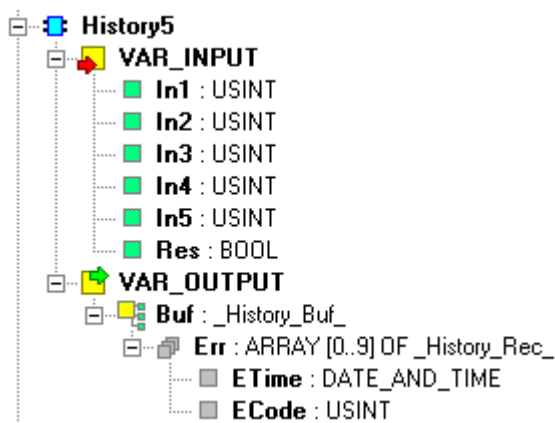 History5
VAR_INPUT
In1 : USINT
In2 : USINT
In3 : USINT
In4 : USINT
In5 : USINT
Res : BOOL
VAR_OUTPUT
Buf : _History_Buf_
Err : ARRAY [0..9] OF _History_Rec_
ETime : DATE_AND_TIME
ECode : USINT